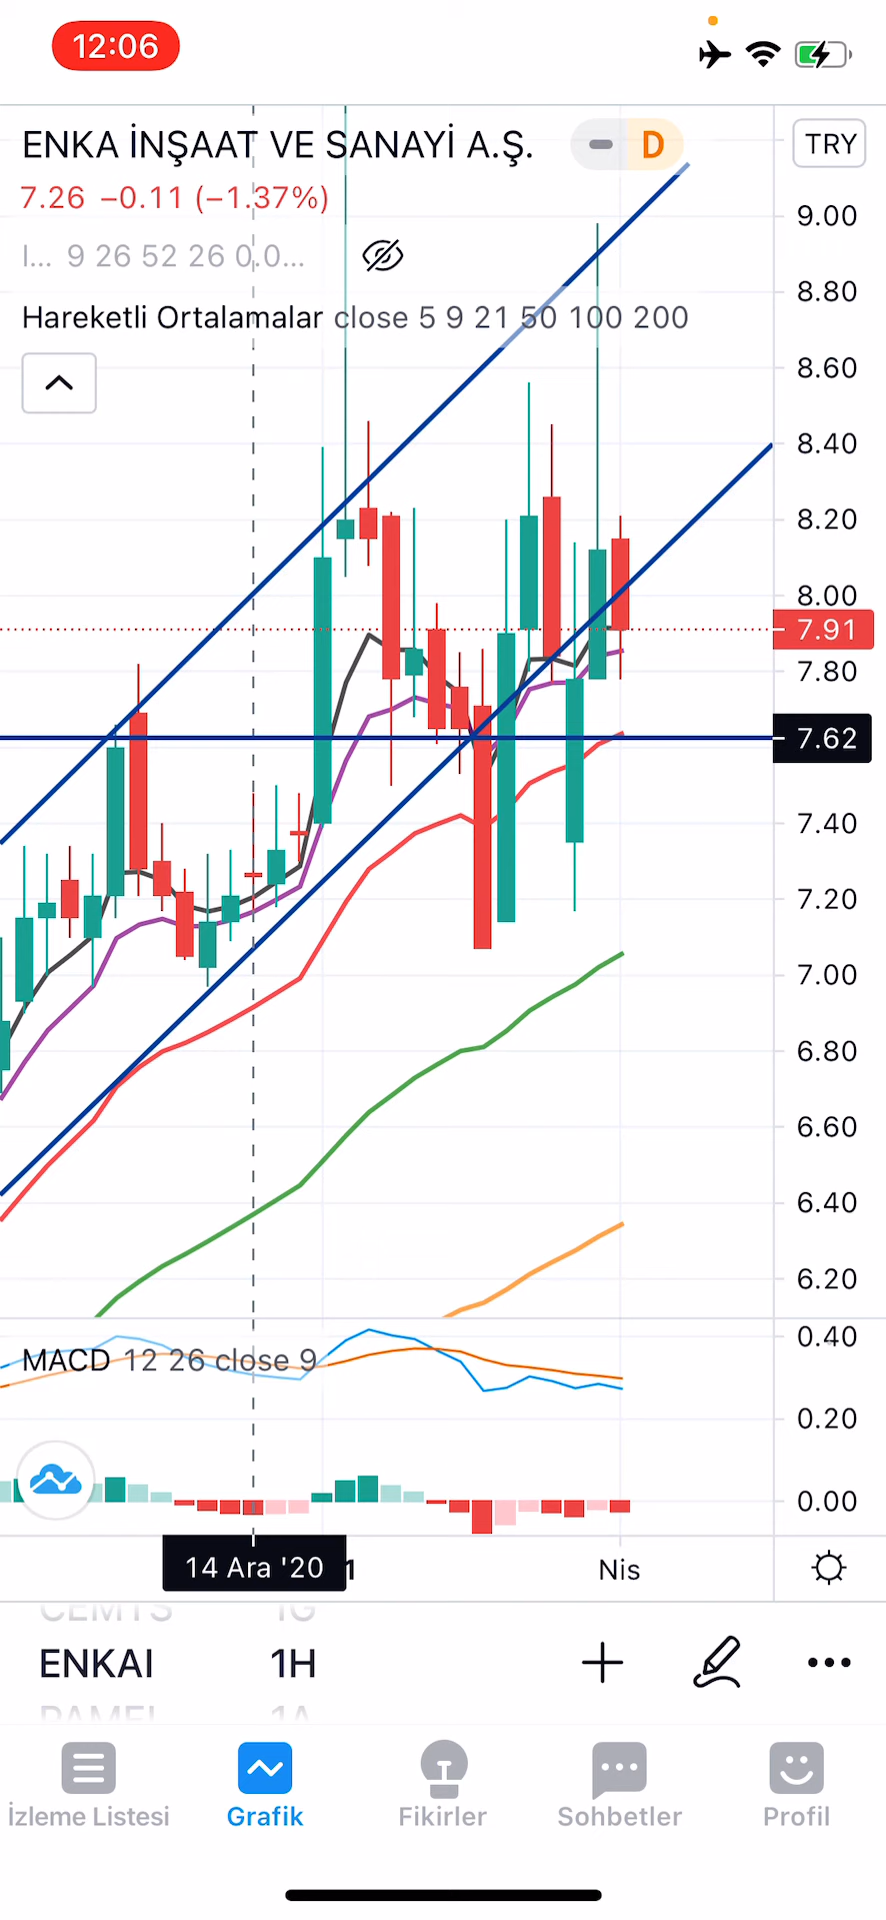 12:06
ENKA İNŞAAT VE SANAYİ A.Ş.
D
TRY
7.26 −0.11 (−1.37%)
I... 9 26 52 26 0.0...
Hareketli Ortalamalar close 5 9 21 50 100 200
9.00
8.80
8.60
8.40
8.20
8.00
7.91
7.80
7.62
7.40
7.20
7.00
6.80
6.60
6.40
6.20
MACD 12 26 close 9
0.40
0.20
0.00
14 Ara '20
Nis
CEMTS 1G
ENKAI 1H
1A
İzleme Listesi
Grafik
Fikirler
Sohbetler
Profil